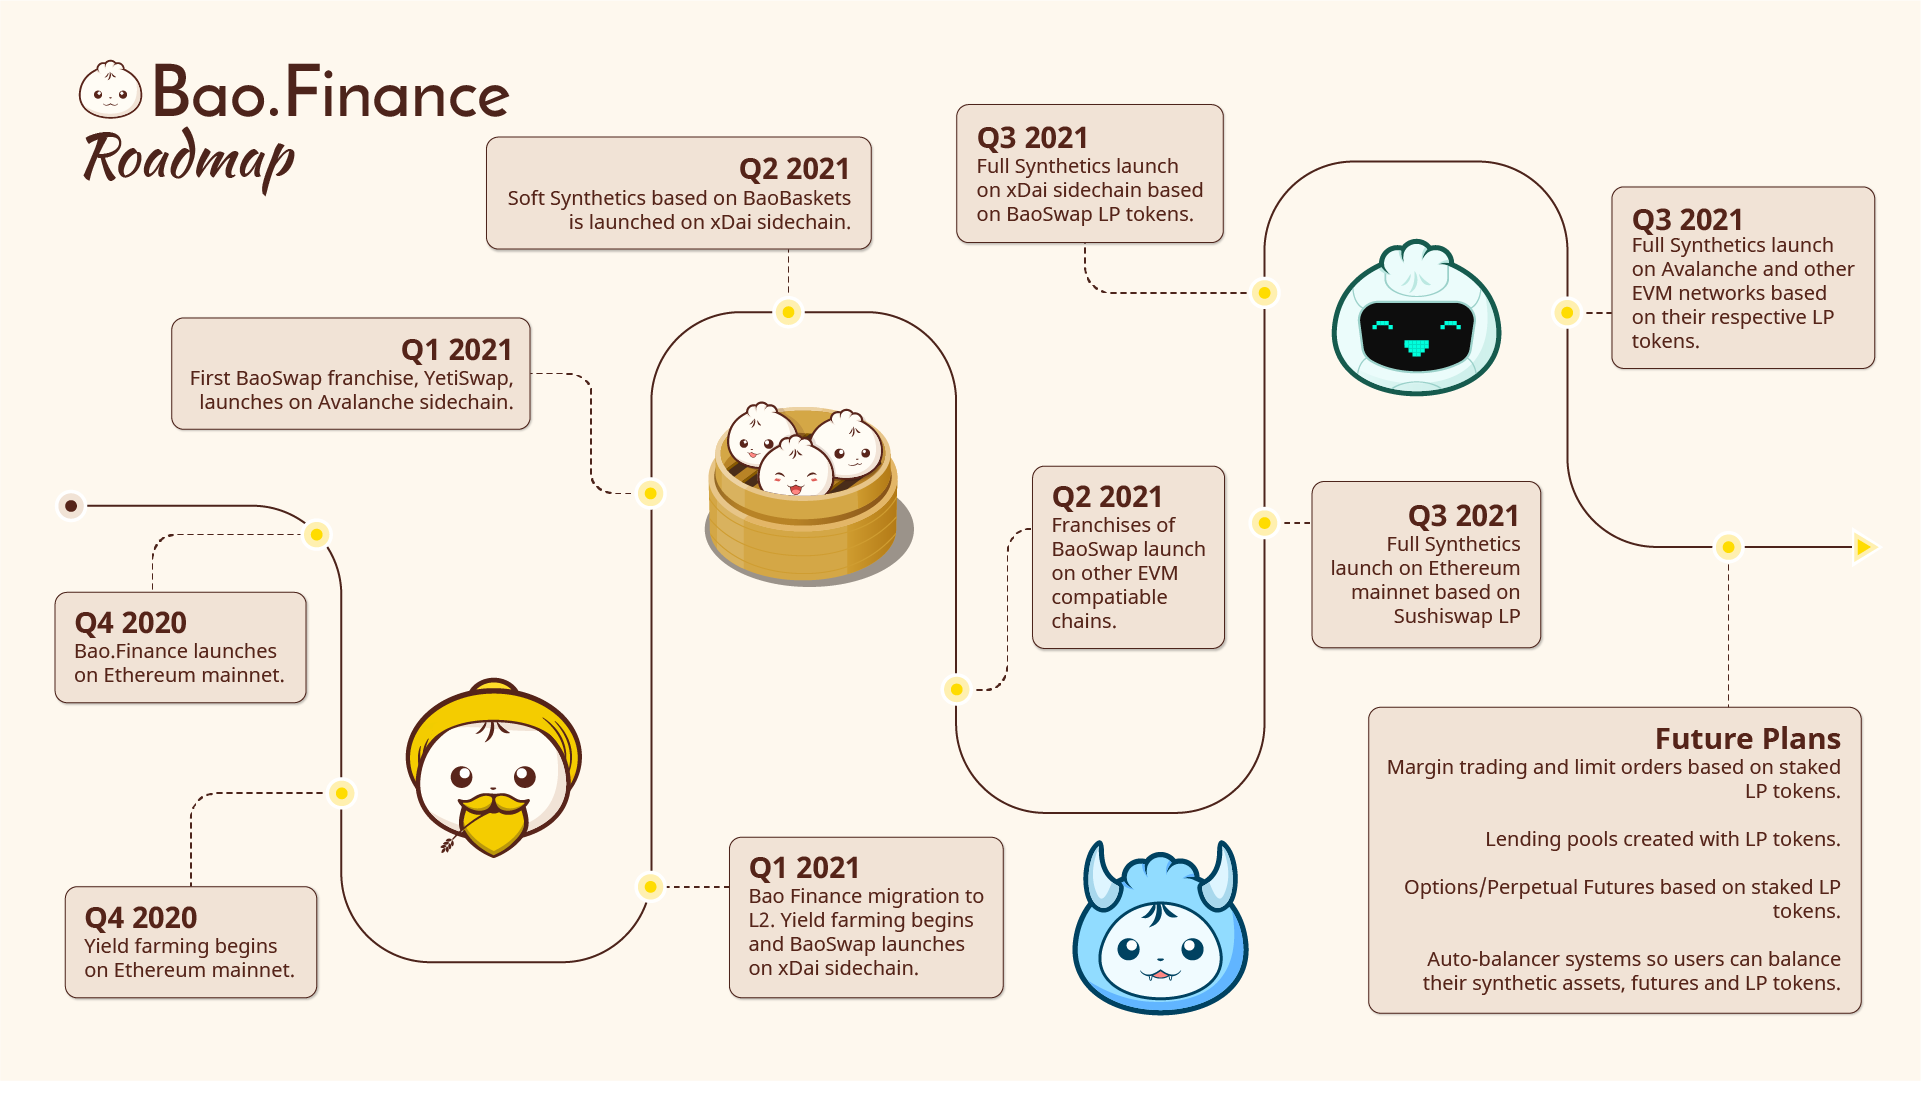 Bao.Finance
Roadmap
Q4 2020
Bao.Finance launches
on Ethereum mainnet.
Q4 2020
Yield farming begins
on Ethereum mainnet.
Q1 2021
Bao Finance migration to
L2. Yield farming begins
and BaoSwap launches
on xDai sidechain.
Q1 2021
First BaoSwap franchise, YetiSwap,
launches on Avalanche sidechain.
Q2 2021
Soft Synthetics based on BaoBaskets
is launched on xDai sidechain.
Q2 2021
Franchises of
BaoSwap launch
on other EVM
compatiable
chains.
Q3 2021
Full Synthetics
launch on Ethereum
mainnet based on
Sushiswap LP
Q3 2021
Full Synthetics launch
on xDai sidechain based
on BaoSwap LP tokens.
Q3 2021
Full Synthetics launch
on Avalanche and other
EVM networks based
on their respective LP
tokens.
Future Plans
Margin trading and limit orders based on staked
LP tokens.
Lending pools created with LP tokens.
Options/Perpetual Futures based on staked LP
tokens.
Auto-balancer systems so users can balance
their synthetic assets, futures and LP tokens.